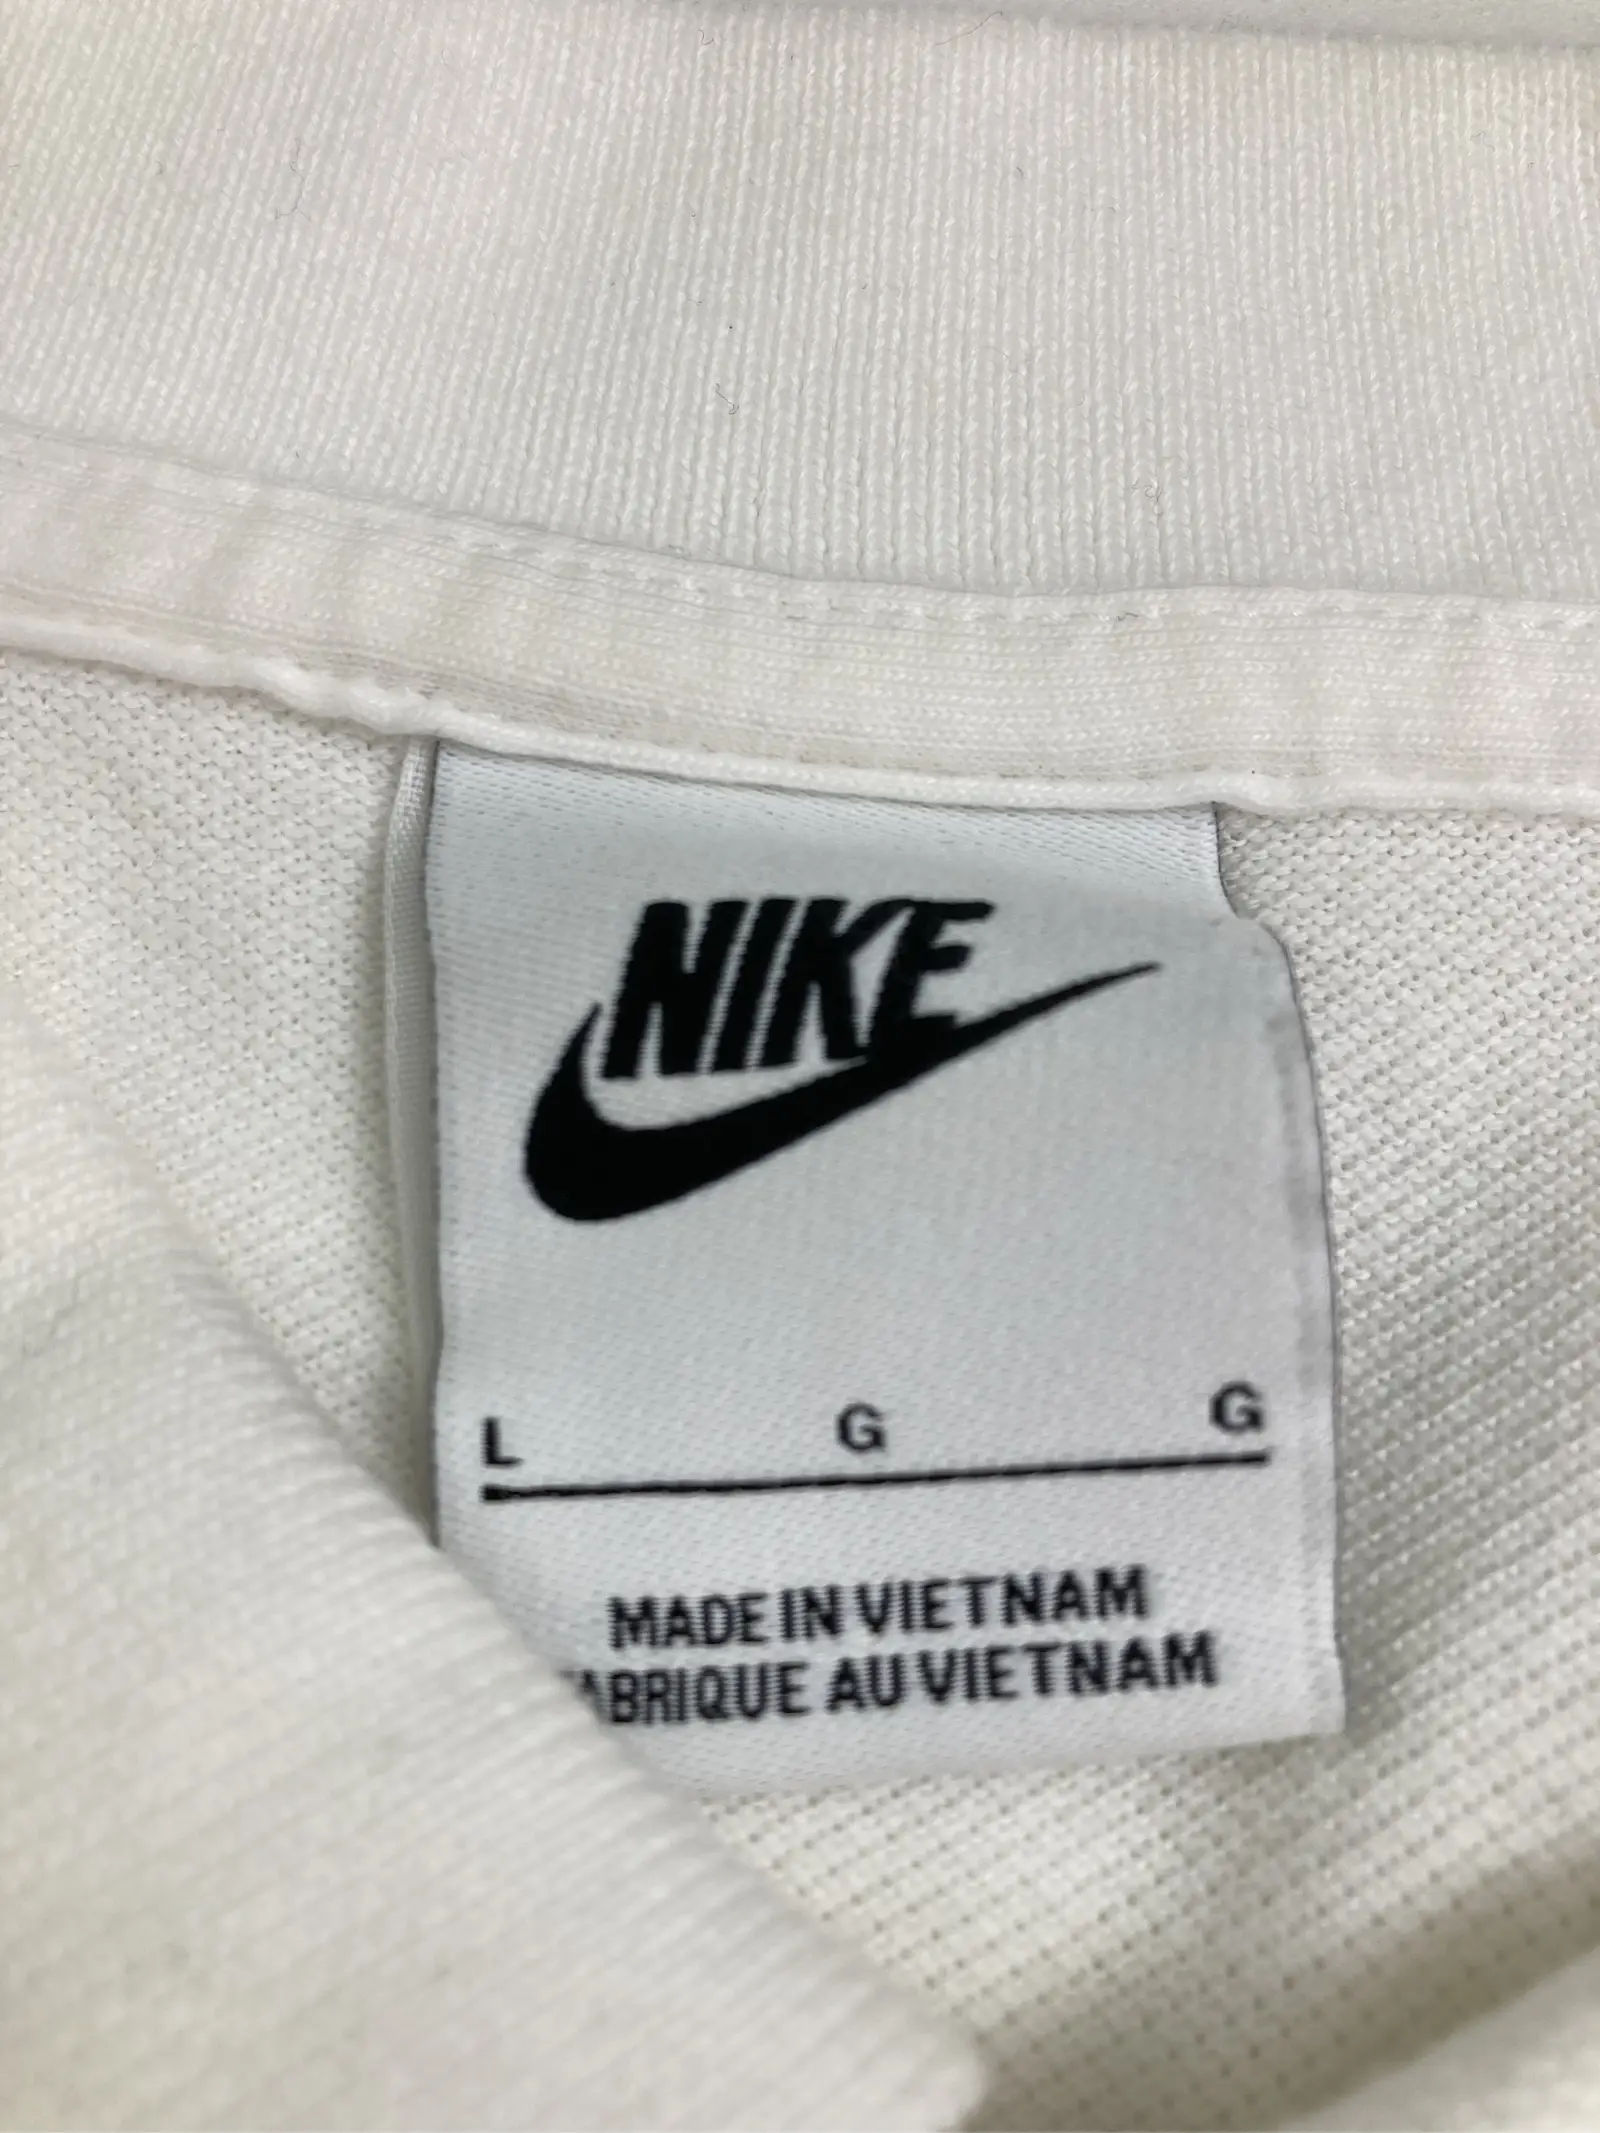 NIKE
L G G
MADE IN VIETNAM
ABRIQUE AU VIETNAM